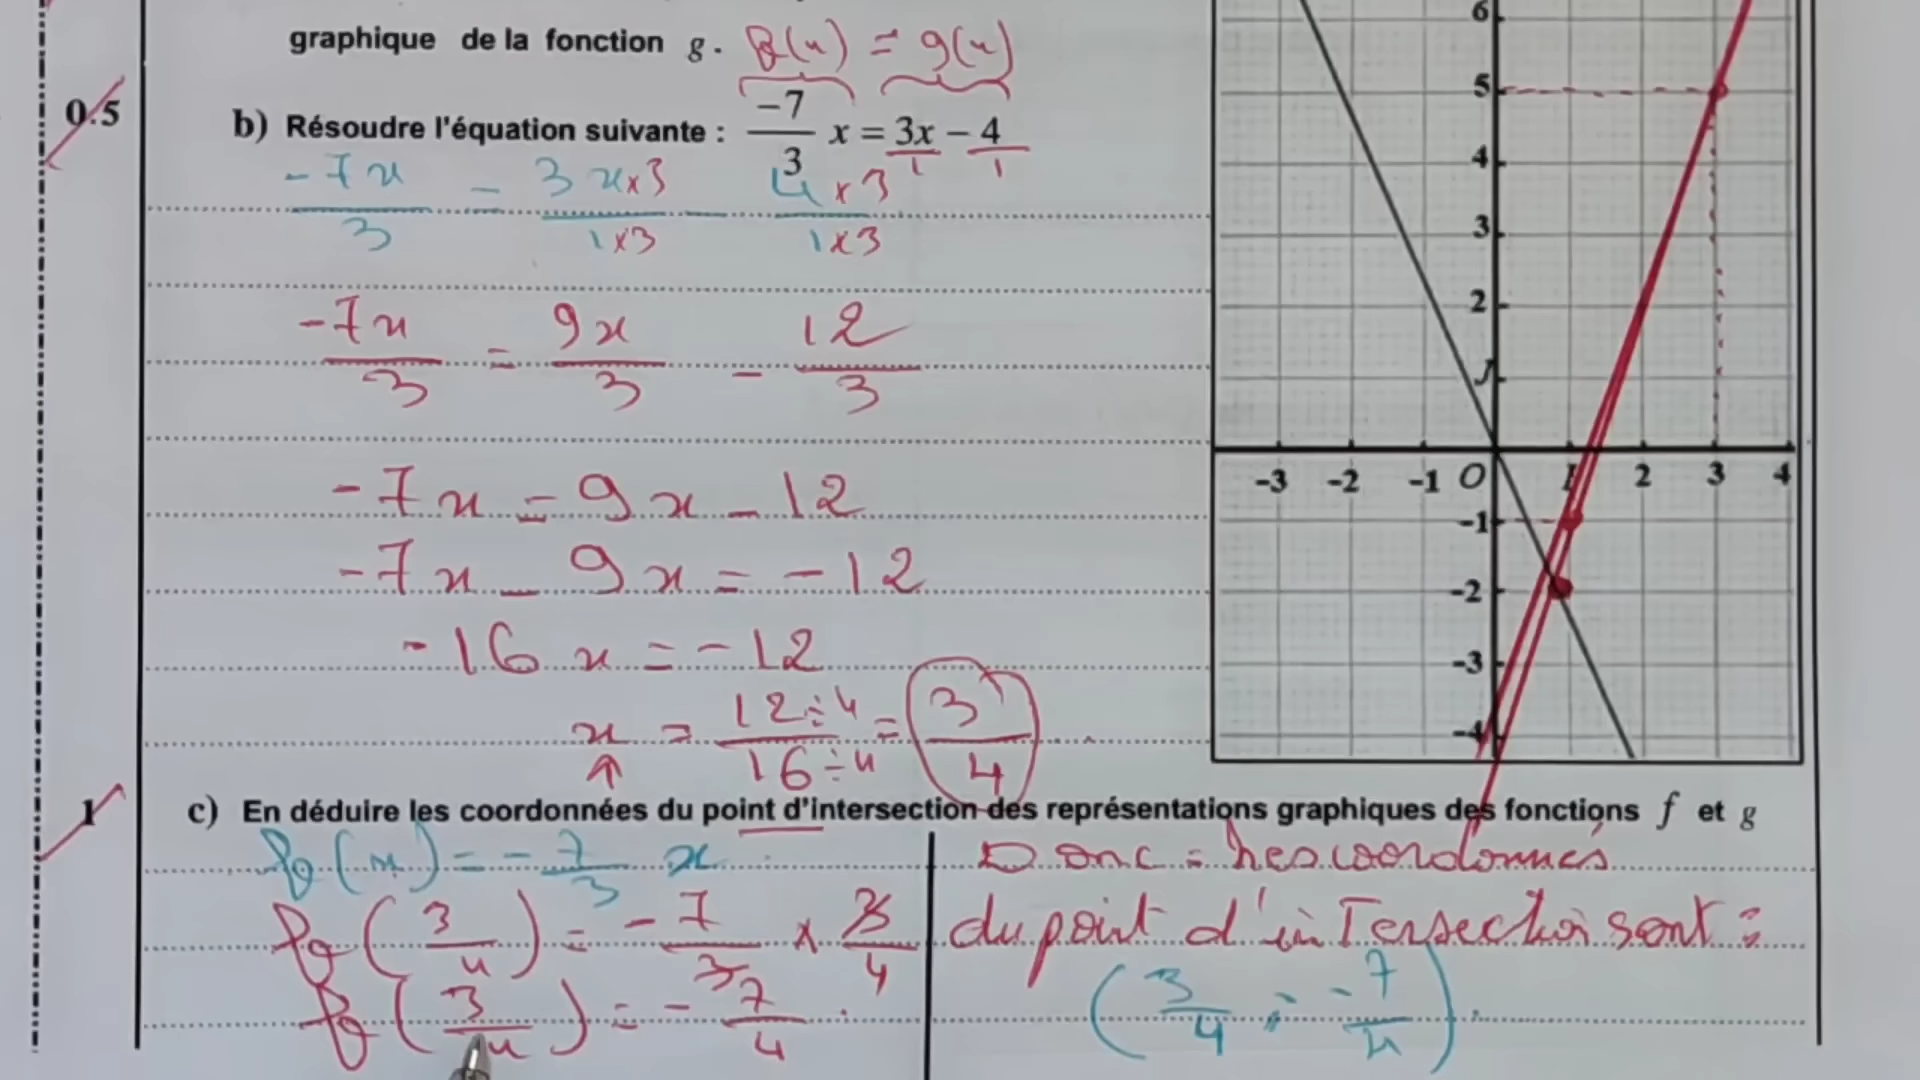 graphique de la fonction g. f(x) = g(x)
0.5
b) Résoudre l'équation suivante : -7/3 x = 3x/1 - 4/1
-7x/3 = 3x×3/1×3 - 4×3/1×3
-7x/3 = 9x/3 - 12/3
-7x = 9x - 12
-7x - 9x = -12
-16x = -12
x = 12÷4/16÷4 = 3/4
6
5
4
3
2
J
-3 -2 -1 O I 2 3 4
-1
-2
-3
-4
1
c) En déduire les coordonnées du point d'intersection des représentations graphiques des fonctions f et g
f(x) = -7/3 x
f(3/4) = -7/3 × 3/4
f(3/4) = -7/4
Donc : les coordonnés
du point d'intersection sont :
(3/4 ; -7/4).